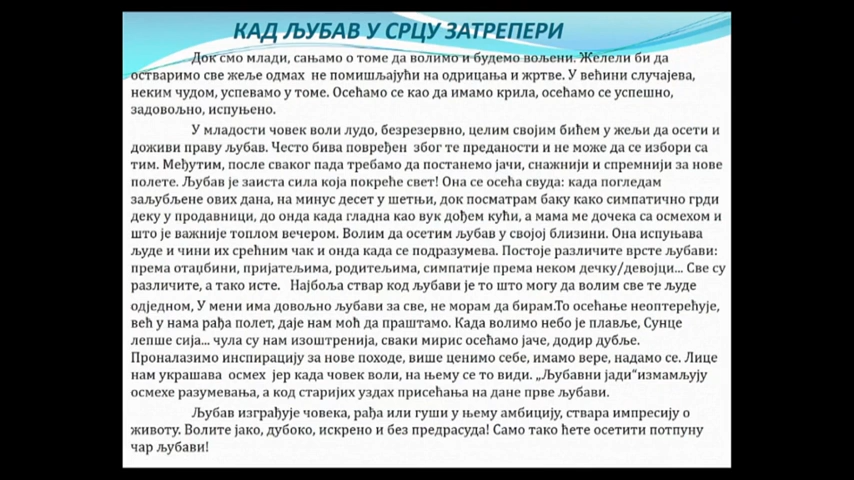 КАД ЉУБАВ У СРЦУ ЗАТРЕПЕРИ
Док смо млади, сањамо о томе да волимо и будемо вољени. Желели би да
остваримо све жеље одмах не помишљајући на одрицања и жртве. У већини случајева,
неким чудом, успевамо у томе. Осећамо се као да имамо крила, осећамо се успешно,
задовољно, испуњено.
У младости човек воли лудо, безрезервно, целим својим бићем у жељи да осети и
доживи праву љубав. Често бива повређен због те преданости и не може да се избори са
тим. Међутим, после сваког пада требамо да постанемо јачи, снажнији и спремнији за нове
полете. Љубав је заиста сила која покреће свет! Она се осећа свуда: када погледам
заљубљене ових дана, на минус десет у шетњи, док посматрам баку како симпатично грди
деку у продавници, до онда када гладна као вук дођем кући, а мама ме дочека са осмехом и
што је важније топлом вечером. Волим да осетим љубав у својој близини. Она испуњава
људе и чини их срећним чак и онда када се подразумева. Постоје различите врсте љубави:
према отаџбини, пријатељима, родитељима, симпатије према неком дечку/девојци... Све су
различите, а тако исте. Најбоља ствар код љубави је то што могу да волим све те људе
одједном, У мени има довољно љубави за све, не морам да бирам.То осећање неоптерећује,
већ у нама рађа полет, даје нам моћ да праштамо. Када волимо небо је плавље, Сунце
лепше сија... чула су нам изоштренија, сваки мирис осећамо јаче, додир дубље.
Проналазимо инспирацију за нове походе, више ценимо себе, имамо вере, надамо се. Лице
нам украшава осмех јер када човек воли, на њему се то види. „Љубавни јади“измамљују
осмехе разумевања, а код старијих уздах присећања на дане прве љубави.
Љубав изграђује човека, рађа или гуши у њему амбицију, ствара импресију о
животу. Волите јако, дубоко, искрено и без предрасуда! Само тако ћете осетити потпуну
чар љубави!